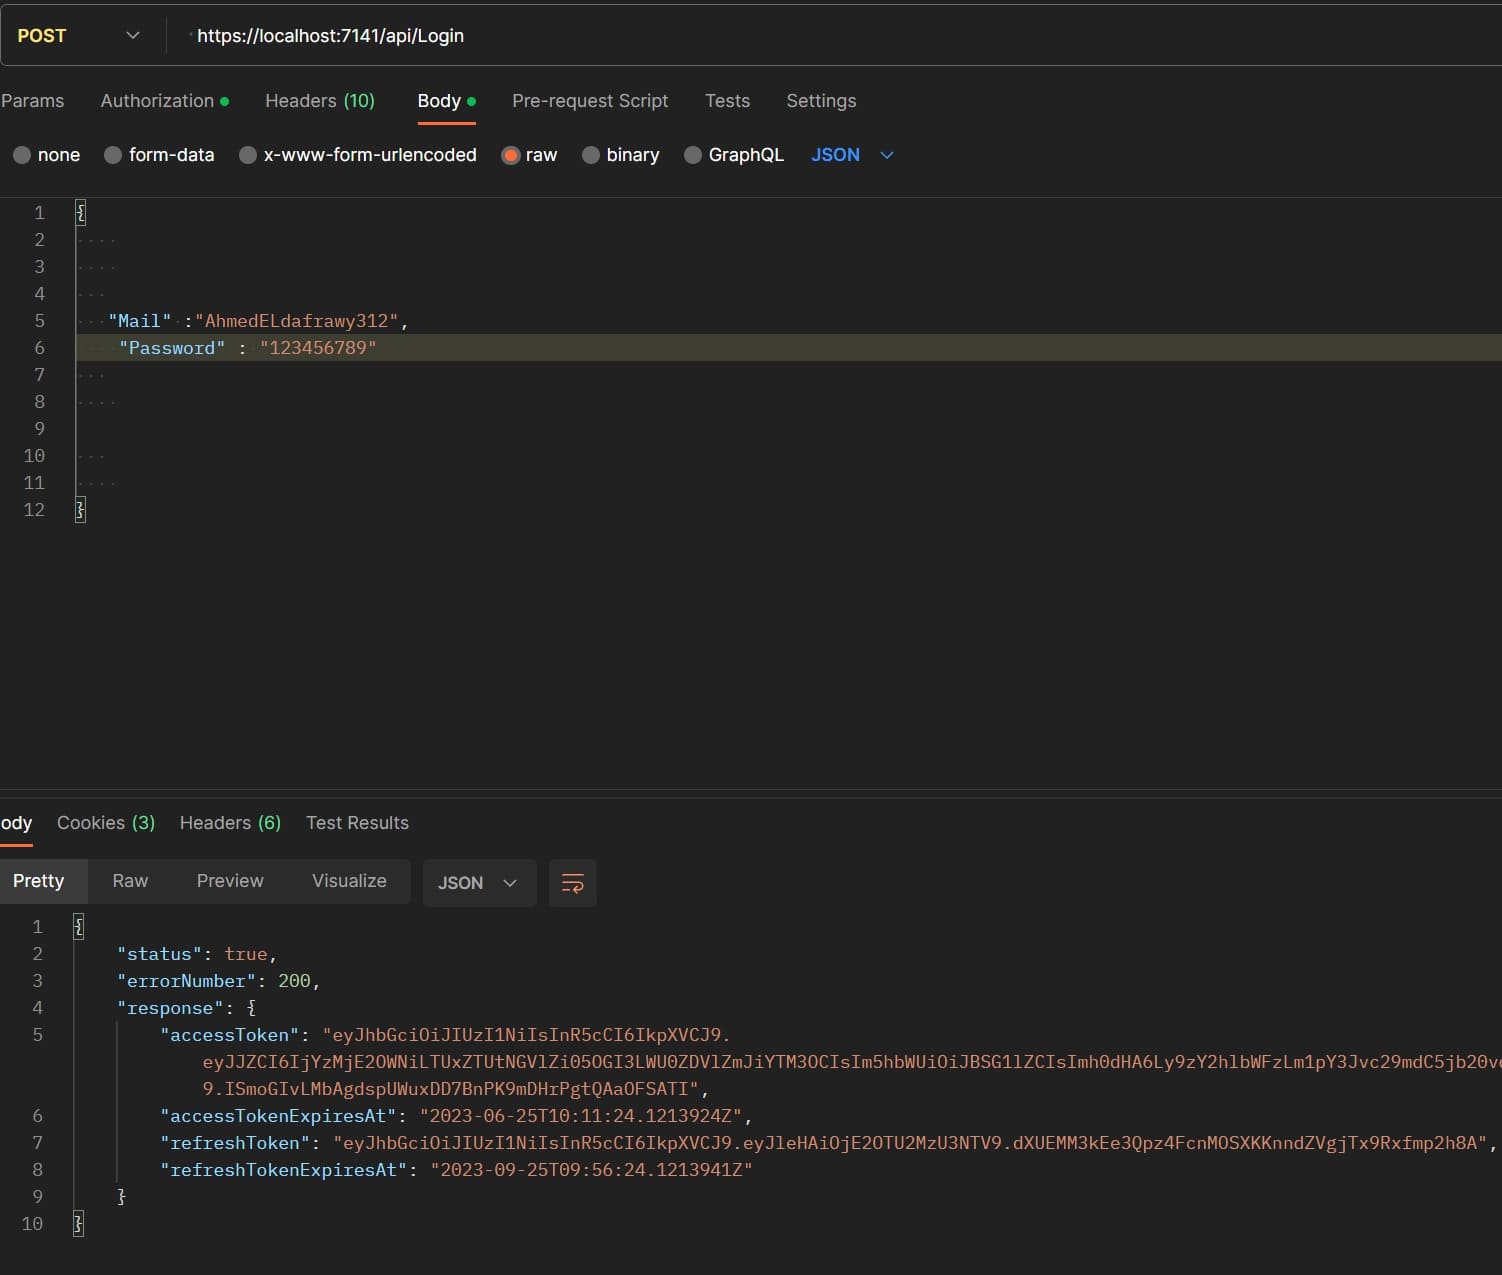 POST https://localhost:7141/api/Login
Params Authorization Headers (10) Body Pre-request Script Tests Settings
none form-data x-www-form-urlencoded raw binary GraphQL JSON
1 {
2
3
4
5 "Mail" :"AhmedELdafrawy312",
6 "Password" : "123456789"
7
8
9
10
11
12 }
ody Cookies (3) Headers (6) Test Results
Pretty Raw Preview Visualize JSON
1 {
2 "status": true,
3 "errorNumber": 200,
4 "response": {
5 "accessToken": "eyJhbGciOiJIUzI1NiIsInR5cCI6IkpXVCJ9.
9.ISmoGIvLMbAgdspUWuxDD7BnPK9mDHrPgtQAaOFSATI",
6 "accessTokenExpiresAt": "2023-06-25T10:11:24.1213924Z",
7 "refreshToken": "eyJhbGciOiJIUzI1NiIsInR5cCI6IkpXVCJ9.eyJleHAiOjE2OTU2MzU3NTV9.dXUEMM3kEe3Qpz4FcnMOSXKKnndZVgjTx9Rxfmp2h8A",
8 "refreshTokenExpiresAt": "2023-09-25T09:56:24.1213941Z"
9 }
10 }